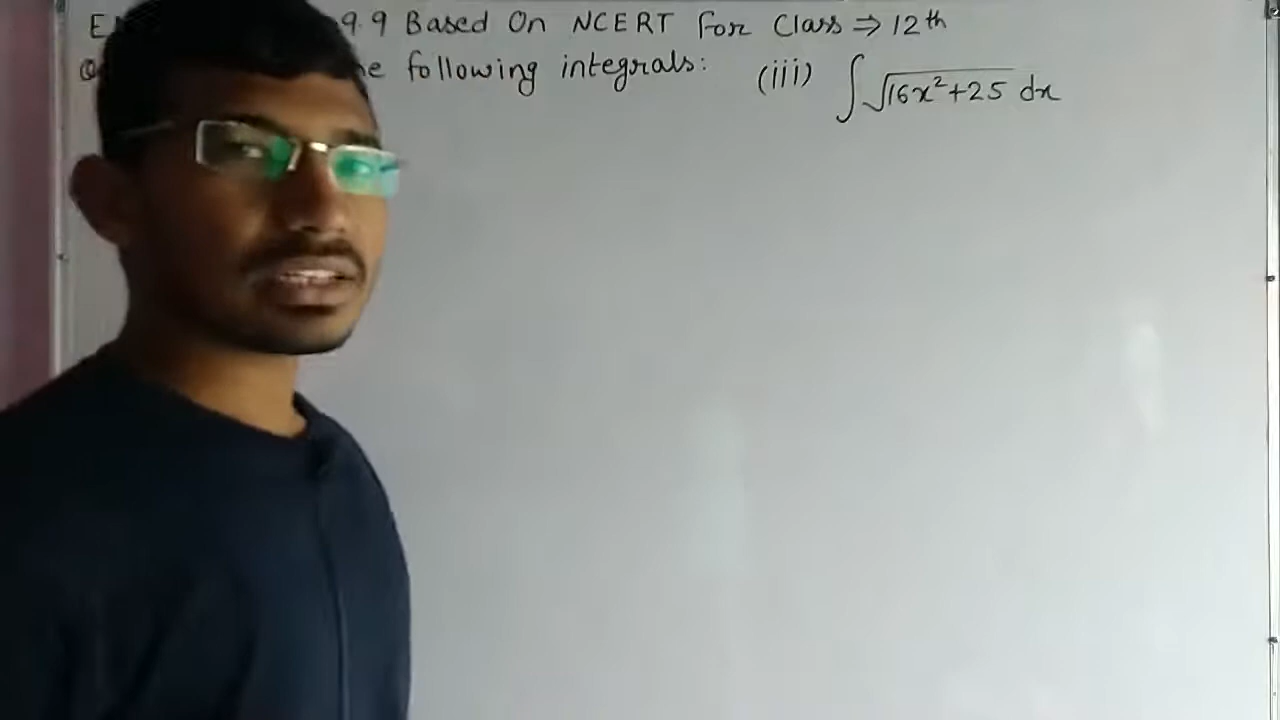 9.9 Based On NCERT For Class ⇒ 12th
following integrals: (iii) ∫√16x²+25 dx